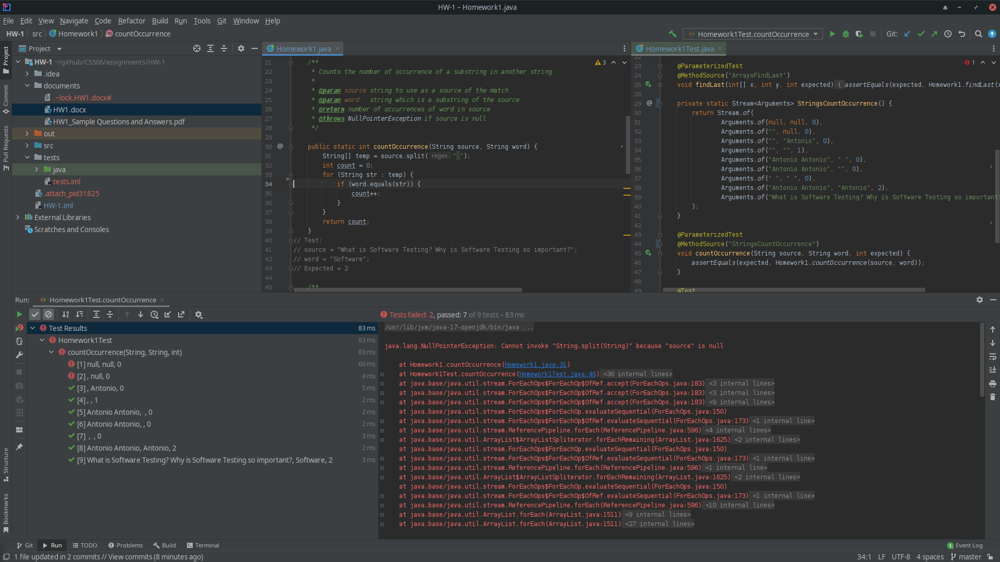 HW-1 – Homework1.java
File Edit View Navigate Code Refactor Build Run Tools Git Window Help
HW-1 src Homework1 countOccurrence
Homework1Test.countOccurrence
Git:
Project
Commit
Pull Requests
Structure
Bookmarks
Project
HW-1 ~/github/CS506/assignments/HW-1
.idea
documents
.~lock.HW1.docx#
HW1.docx
HW1_Sample Questions and Answers.pdf
out
src
tests
java
tests.iml
.attach_pid31825
HW-1.iml
External Libraries
Scratches and Consoles
Homework1.java
3
21 /**
22 * Counts the number of occurrence of a substring in another string
23 *
24 * @param source string to use as a source of the match
25 * @param word   string which is a substring of the source
26 * @return number of occurrences of word in source
27 * @throws NullPointerException if source is null
28 */
29
30 @ public static int countOccurrence(String source, String word) {
31 String[] temp = source.split( regex: " ");
32 int count = 0;
33 for (String str : temp) {
34 if (word.equals(str)) {
35 count++;
36 }
37 }
38 return count;
39 }
40 // Test:
41 // source = "What is Software Testing? Why is Software Testing so important?";
42 // word = "Software";
43 // Expected = 2
44
45 /**
Homework1Test.java
1
22
23 @ParameterizedTest
24 @MethodSource("ArraysFindLast")
25 void findLast(int[] x, int y, int expected) { assertEquals(expected, Homework1.findLast(x
28
29 @ private static Stream<Arguments> StringsCountOccurrence() {
30 return Stream.of(
31 Arguments.of(null, null, 0),
32 Arguments.of("", null, 0),
33 Arguments.of("", "Antonio", 0),
34 Arguments.of("", "", 1),
35 Arguments.of("Antonio Antonio", " ", 0),
36 Arguments.of("Antonio Antonio", "", 0),
37 Arguments.of(" ", " ", 0),
38 Arguments.of("Antonio Antonio", "Antonio", 2),
39 Arguments.of("What is Software Testing? Why is Software Testing so important?
40 );
41 }
42
43 @ParameterizedTest
44 @MethodSource("StringsCountOccurrence")
45 void countOccurrence(String source, String word, int expected) {
46 assertEquals(expected, Homework1.countOccurrence(source, word));
47 }
48
49 @Test
Run: Homework1Test.countOccurrence
Tests failed: 2, passed: 7 of 9 tests – 83 ms
Test Results 83 ms
Homework1Test 83 ms
countOccurrence(String, String, int) 83 ms
[1] null, null, 0 60 ms
[2] , null, 0 4 ms
[3] , Antonio, 0 5 ms
[4] , , 1 2 ms
[5] Antonio Antonio,  , 0 2 ms
[6] Antonio Antonio, , 0 2 ms
[7]  ,  , 0 3 ms
[8] Antonio Antonio, Antonio, 2 2 ms
[9] What is Software Testing? Why is Software Testing so important?, Software, 2 3 ms
/usr/lib/jvm/java-17-openjdk/bin/java ...
java.lang.NullPointerException: Cannot invoke "String.split(String)" because "source" is null
at Homework1.countOccurrence(Homework1.java:31)
at Homework1Test.countOccurrence(Homework1Test.java:46) <36 internal lines>
at java.base/java.util.stream.ForEachOps$ForEachOp$OfRef.accept(ForEachOps.java:183) <3 internal lines>
at java.base/java.util.stream.ForEachOps$ForEachOp$OfRef.accept(ForEachOps.java:183) <3 internal lines>
at java.base/java.util.stream.ForEachOps$ForEachOp$OfRef.accept(ForEachOps.java:183) <9 internal lines>
at java.base/java.util.stream.ForEachOps$ForEachOp.evaluateSequential(ForEachOps.java:150)
at java.base/java.util.stream.ForEachOps$ForEachOp$OfRef.evaluateSequential(ForEachOps.java:173) <1 internal line>
at java.base/java.util.stream.ReferencePipeline.forEach(ReferencePipeline.java:596) <4 internal lines>
at java.base/java.util.ArrayList$ArrayListSpliterator.forEachRemaining(ArrayList.java:1625) <2 internal lines>
at java.base/java.util.stream.ForEachOps$ForEachOp.evaluateSequential(ForEachOps.java:150)
at java.base/java.util.stream.ForEachOps$ForEachOp$OfRef.evaluateSequential(ForEachOps.java:173) <1 internal line>
at java.base/java.util.stream.ReferencePipeline.forEach(ReferencePipeline.java:596) <1 internal line>
at java.base/java.util.ArrayList$ArrayListSpliterator.forEachRemaining(ArrayList.java:1625) <2 internal lines>
at java.base/java.util.stream.ForEachOps$ForEachOp.evaluateSequential(ForEachOps.java:150)
at java.base/java.util.stream.ForEachOps$ForEachOp$OfRef.evaluateSequential(ForEachOps.java:173) <1 internal line>
at java.base/java.util.stream.ReferencePipeline.forEach(ReferencePipeline.java:596) <10 internal lines>
at java.base/java.util.ArrayList.forEach(ArrayList.java:1511) <9 internal lines>
at java.base/java.util.ArrayList.forEach(ArrayList.java:1511) <27 internal lines>
Git Run TODO Problems Build Terminal 1 Event Log
1 file updated in 2 commits // View commits (8 minutes ago) 34:1 LF UTF-8 4 spaces master